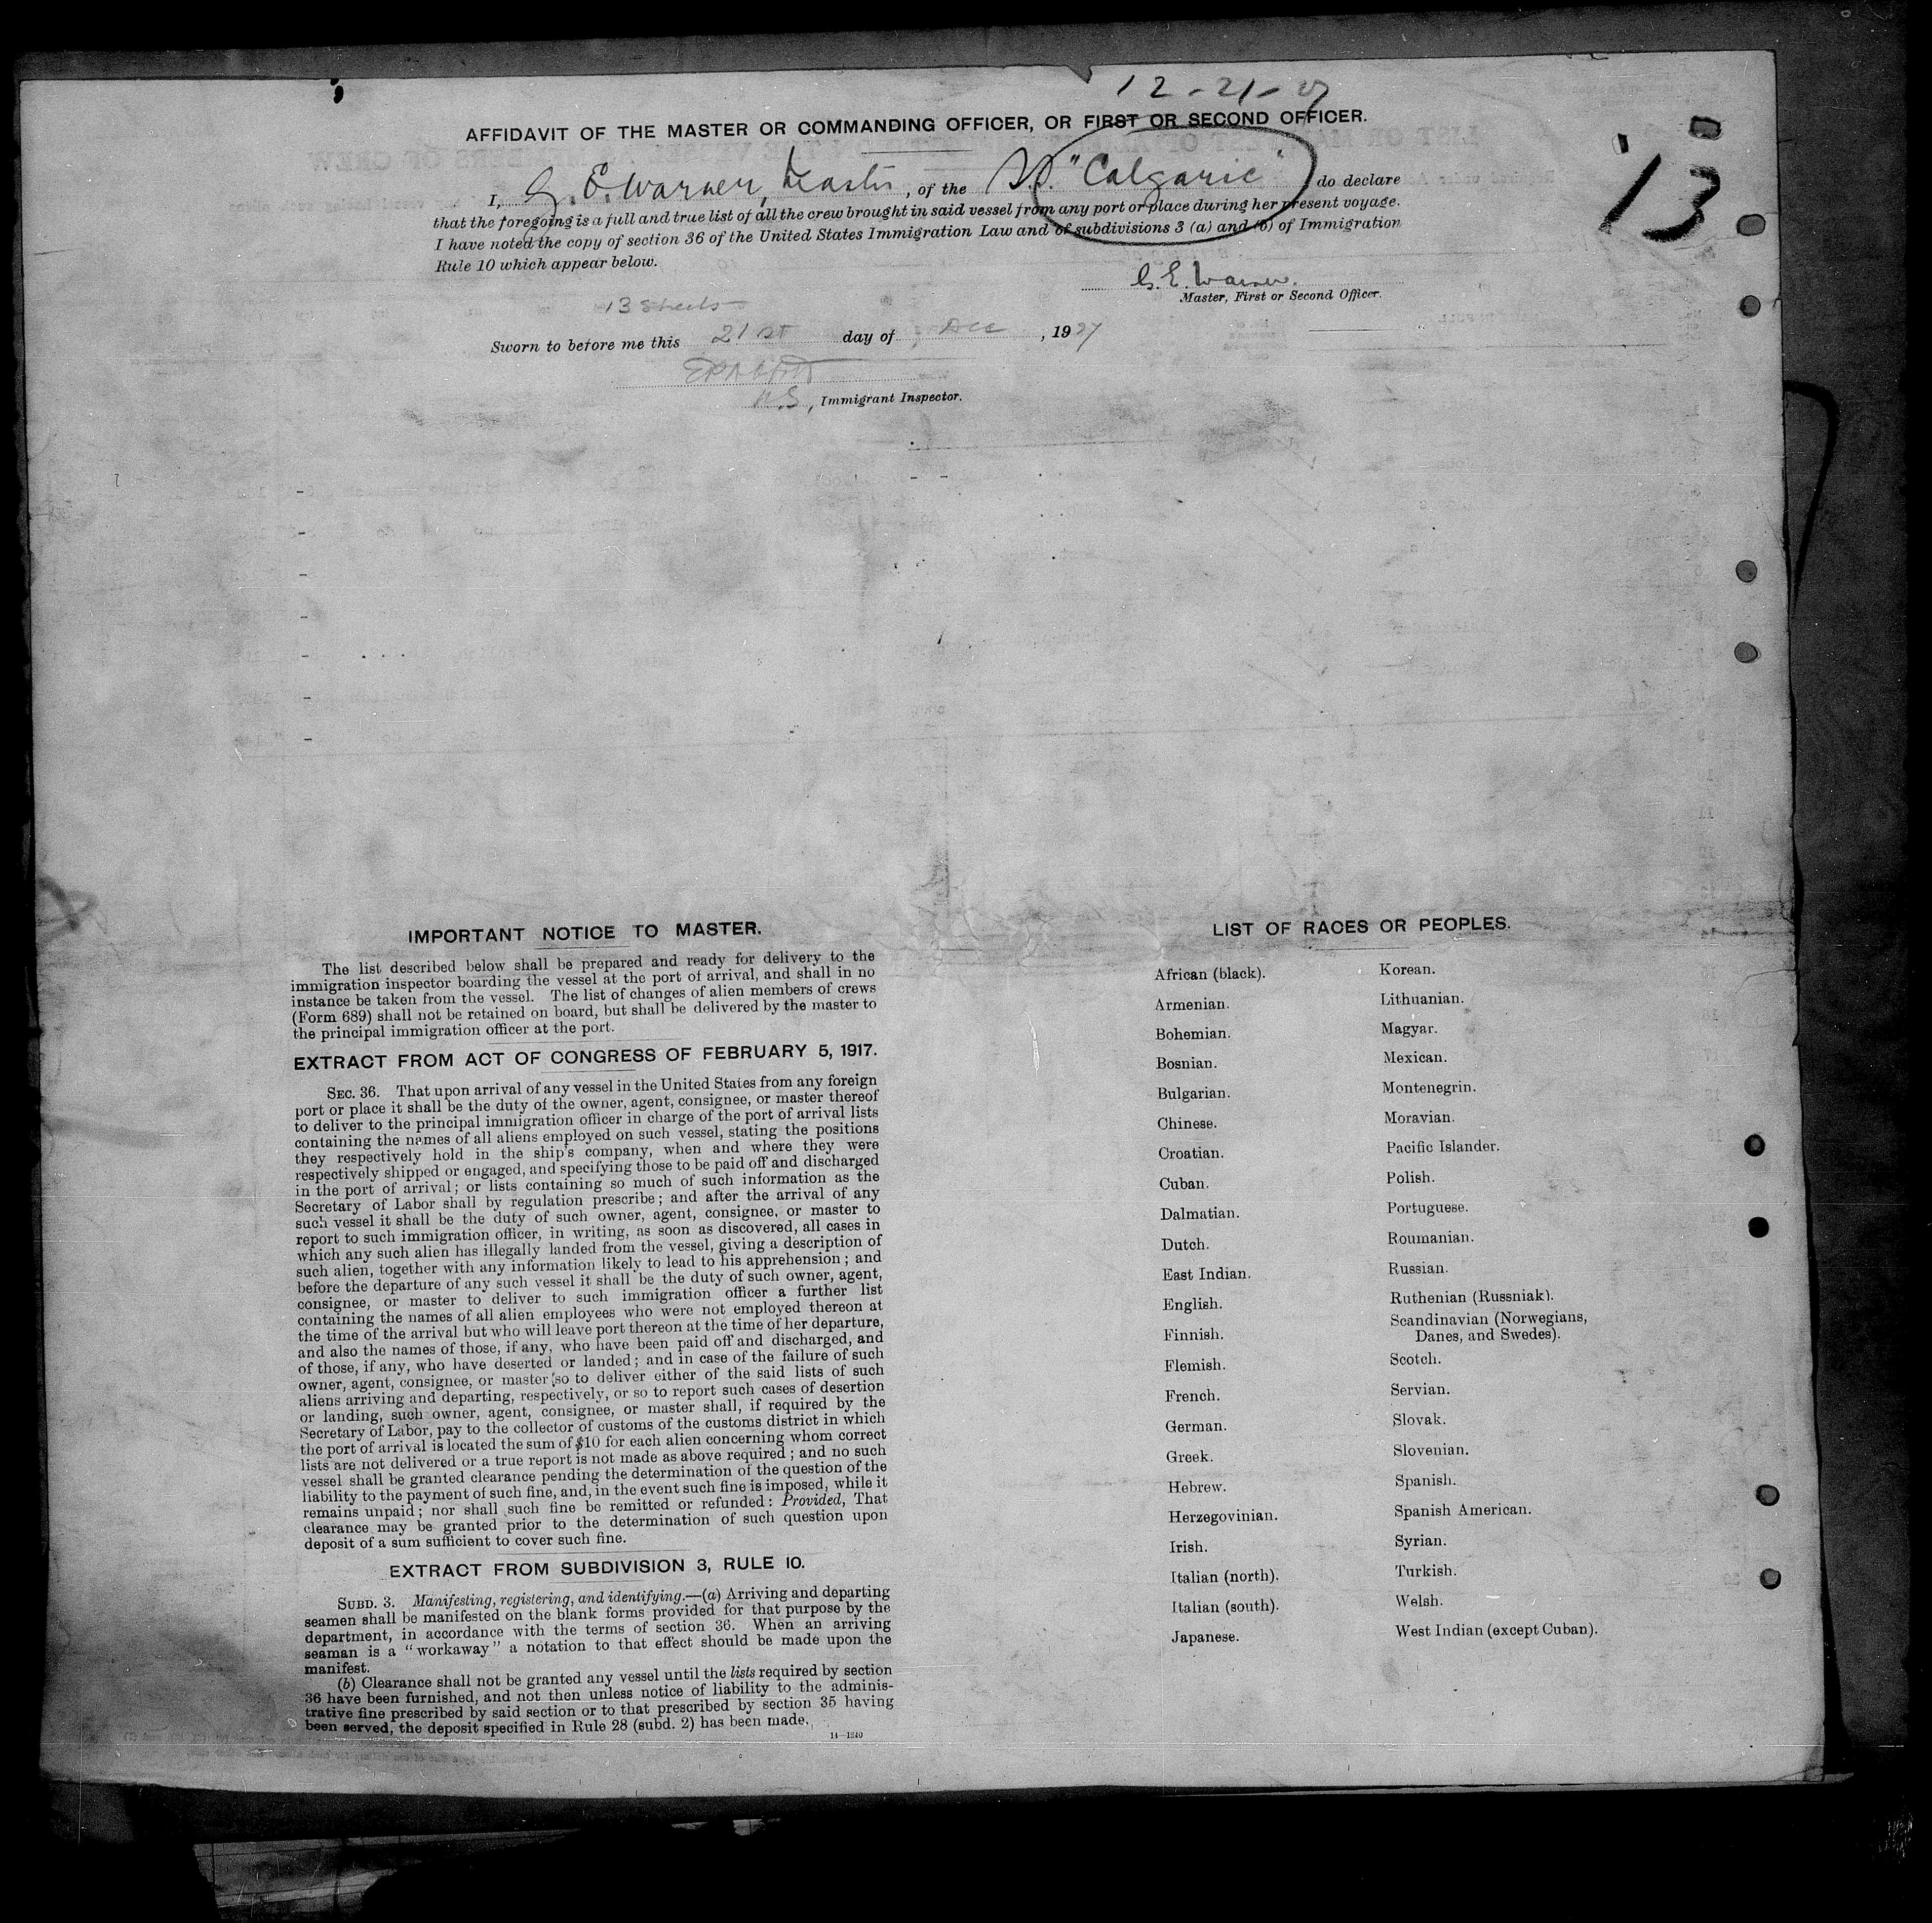 12-21-27
AFFIDAVIT OF THE MASTER OR COMMANDING OFFICER, OR FIRST OR SECOND OFFICER.
13
I, G. E. Warner, Master, of the SS. "Calgaric" do declare
that the foregoing is a full and true list of all the crew brought in said vessel from any port or place during her present voyage.
I have noted the copy of section 36 of the United States Immigration Law and of subdivisions 3 (a) and (b) of Immigration
Rule 10 which appear below.
G. E. Warner.
Master, First or Second Officer.
13 Sheets
Sworn to before me this 21st day of Dec, 1927
U.S., Immigrant Inspector.
IMPORTANT NOTICE TO MASTER.
The list described below shall be prepared and ready for delivery to the
immigration inspector boarding the vessel at the port of arrival, and shall in no
instance be taken from the vessel. The list of changes of alien members of crews
(Form 689) shall not be retained on board, but shall be delivered by the master to
the principal immigration officer at the port.
EXTRACT FROM ACT OF CONGRESS OF FEBRUARY 5, 1917.
SEC. 36. That upon arrival of any vessel in the United States from any foreign
port or place it shall be the duty of the owner, agent, consignee, or master thereof
to deliver to the principal immigration officer in charge of the port of arrival lists
containing the names of all aliens employed on such vessel, stating the positions
they respectively hold in the ship's company, when and where they were
respectively shipped or engaged, and specifying those to be paid off and discharged
in the port of arrival; or lists containing so much of such information as the
Secretary of Labor shall by regulation prescribe; and after the arrival of any
such vessel it shall be the duty of such owner, agent, consignee, or master to
report to such immigration officer, in writing, as soon as discovered, all cases in
which any such alien has illegally landed from the vessel, giving a description of
such alien, together with any information likely to lead to his apprehension; and
before the departure of any such vessel it shall be the duty of such owner, agent,
consignee, or master to deliver to such immigration officer a further list
containing the names of all alien employees who were not employed thereon at
the time of the arrival but who will leave port thereon at the time of her departure,
and also the names of those, if any, who have been paid off and discharged, and
of those, if any, who have deserted or landed; and in case of the failure of such
owner, agent, consignee, or master so to deliver either of the said lists of such
aliens arriving and departing, respectively, or so to report such cases of desertion
or landing, such owner, agent, consignee, or master shall, if required by the
Secretary of Labor, pay to the collector of customs of the customs district in which
the port of arrival is located the sum of $10 for each alien concerning whom correct
lists are not delivered or a true report is not made as above required; and no such
vessel shall be granted clearance pending the determination of the question of the
liability to the payment of such fine, and, in the event such fine is imposed, while it
remains unpaid; nor shall such fine be remitted or refunded: Provided, That
clearance may be granted prior to the determination of such question upon
deposit of a sum sufficient to cover such fine.
EXTRACT FROM SUBDIVISION 3, RULE 10.
SUBD. 3. Manifesting, registering, and identifying.—(a) Arriving and departing
seamen shall be manifested on the blank forms provided for that purpose by the
department, in accordance with the terms of section 36. When an arriving
seaman is a "workaway" a notation to that effect should be made upon the
manifest.
(b) Clearance shall not be granted any vessel until the lists required by section
36 have been furnished, and not then unless notice of liability to the adminis-
trative fine prescribed by said section or to that prescribed by section 35 having
been served, the deposit specified in Rule 28 (subd. 2) has been made.
14—1240
LIST OF RACES OR PEOPLES.
African (black).
Armenian.
Bohemian.
Bosnian.
Bulgarian.
Chinese.
Croatian.
Cuban.
Dalmatian.
Dutch.
East Indian.
English.
Finnish.
Flemish.
French.
German.
Greek.
Hebrew.
Herzegovinian.
Irish.
Italian (north).
Italian (south).
Japanese.
Korean.
Lithuanian.
Magyar.
Mexican.
Montenegrin.
Moravian.
Pacific Islander.
Polish.
Portuguese.
Roumanian.
Russian.
Ruthenian (Russniak).
Scandinavian (Norwegians,
Danes, and Swedes).
Scotch.
Servian.
Slovak.
Slovenian.
Spanish.
Spanish American.
Syrian.
Turkish.
Welsh.
West Indian (except Cuban).